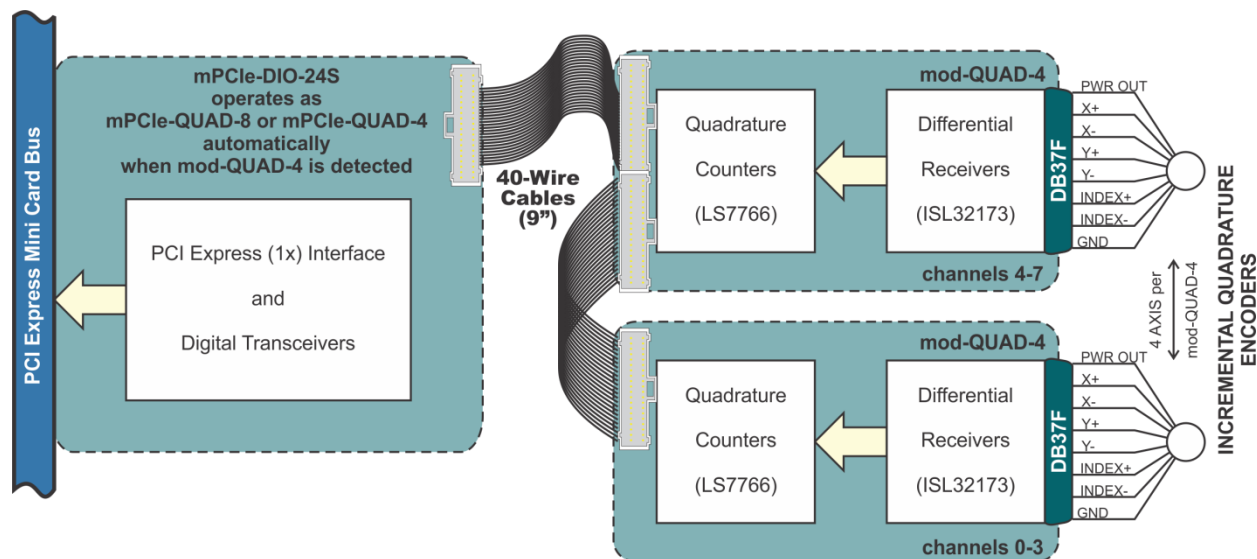 PCI Express Mini Card Bus
mPCIe-DIO-24S
operates as
mPCIe-QUAD-8 or mPCIe-QUAD-4
automatically
when mod-QUAD-4 is detected
PCI Express (1x) Interface
and
Digital Transceivers
40-Wire
Cables
(9”)
mod-QUAD-4
Quadrature
Counters
(LS7766)
Differential
Receivers
(ISL32173)
channels 4-7
DB37F
PWR OUT
X+
X-
Y+
Y-
INDEX+
INDEX-
GND
mod-QUAD-4
Quadrature
Counters
(LS7766)
Differential
Receivers
(ISL32173)
channels 0-3
DB37F
PWR OUT
X+
X-
Y+
Y-
INDEX+
INDEX-
GND
4 AXIS per
mod-QUAD-4
INCREMENTAL QUADRATURE
ENCODERS